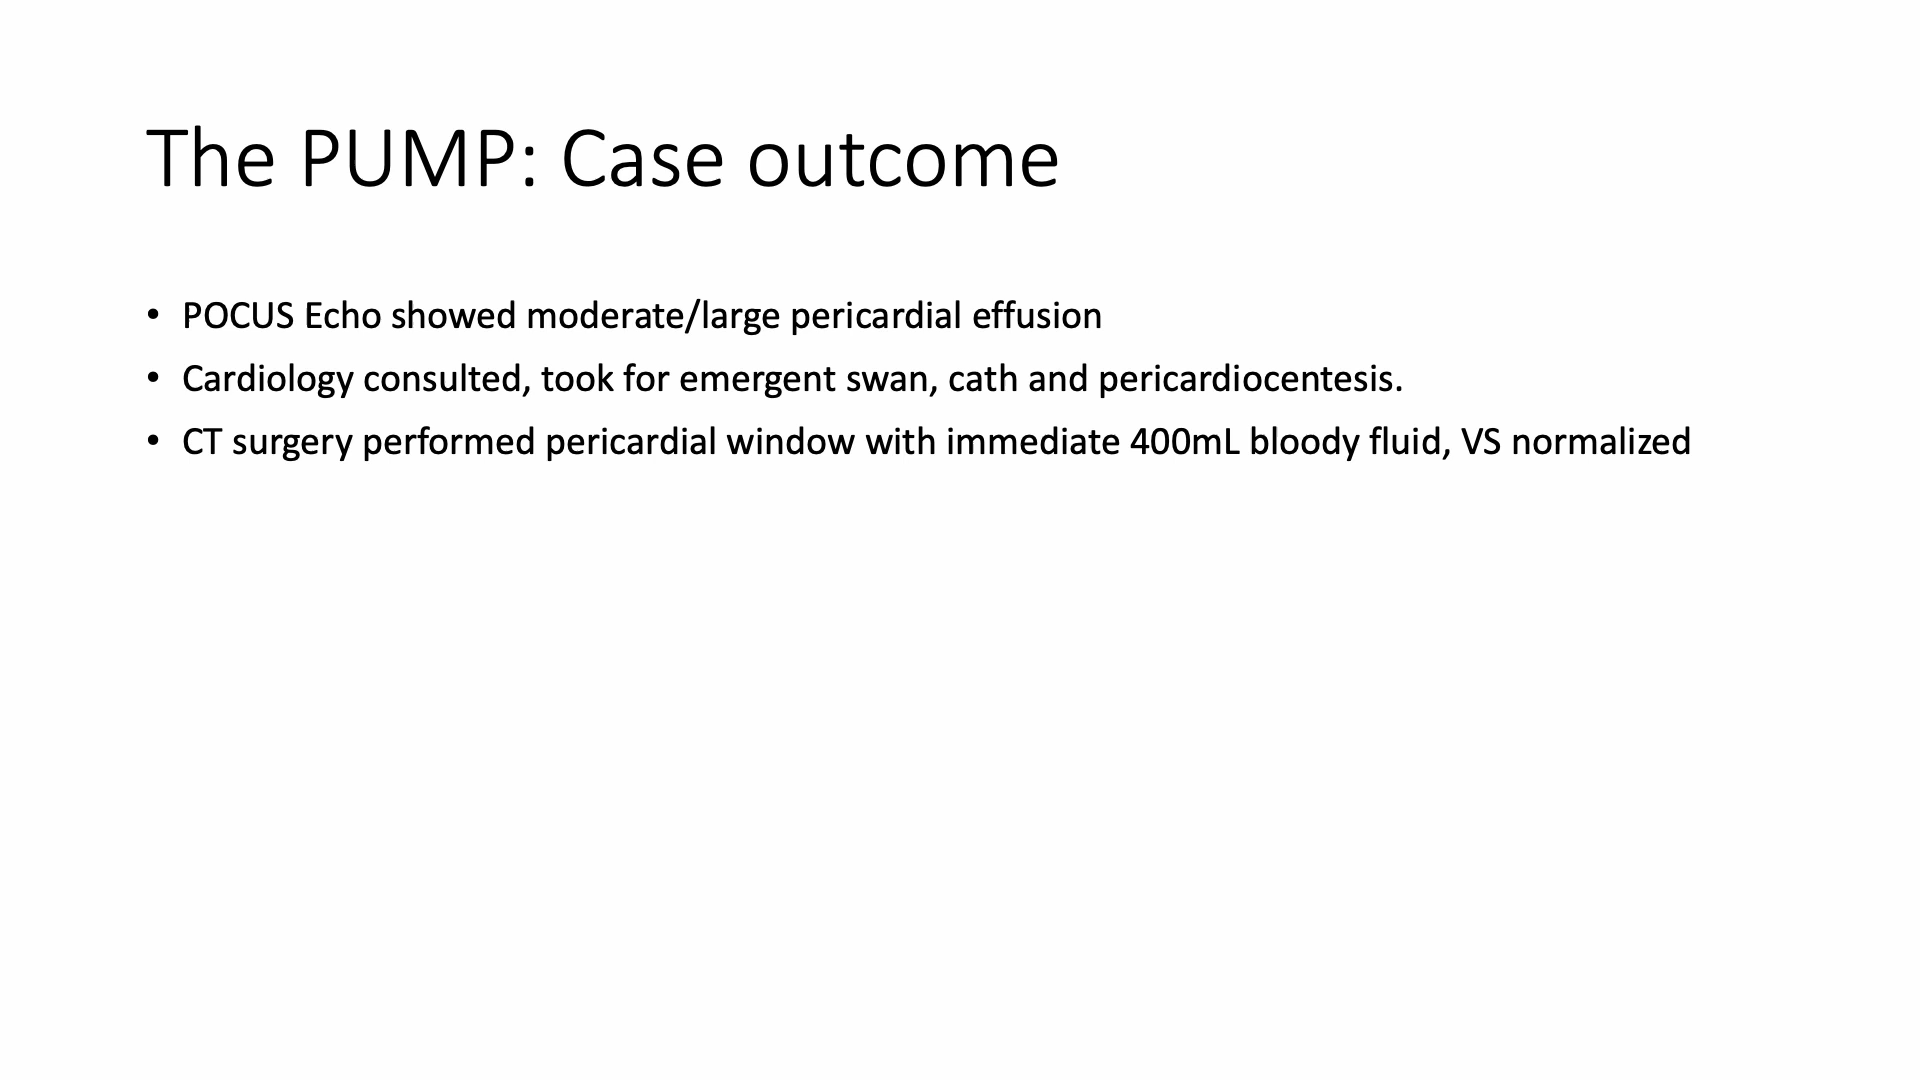 The PUMP: Case outcome
• POCUS Echo showed moderate/large pericardial effusion
• Cardiology consulted, took for emergent swan, cath and pericardiocentesis.
• CT surgery performed pericardial window with immediate 400mL bloody fluid, VS normalized